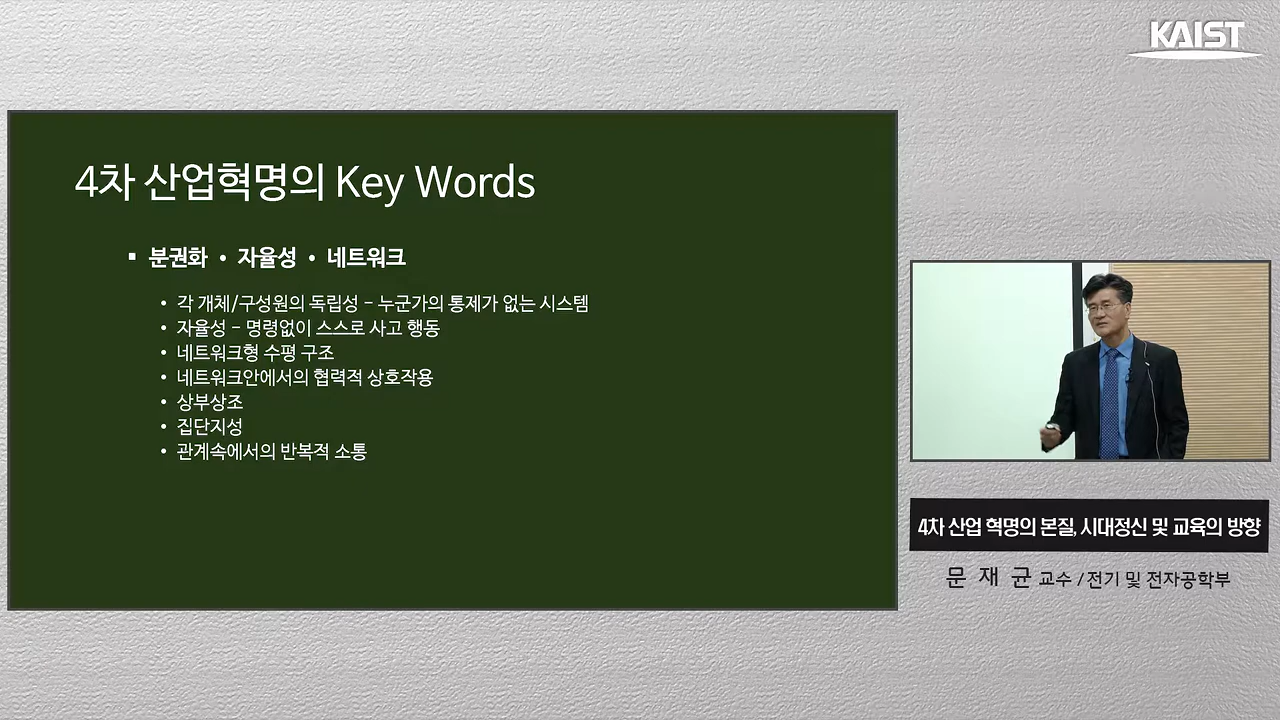 KAIST
4차 산업혁명의 Key Words
▪ 분권화 • 자율성 • 네트워크
• 각 개체/구성원의 독립성 – 누군가의 통제가 없는 시스템
• 자율성 – 명령없이 스스로 사고 행동
• 네트워크형 수평 구조
• 네트워크안에서의 협력적 상호작용
• 상부상조
• 집단지성
• 관계속에서의 반복적 소통
4차 산업 혁명의 본질, 시대정신 및 교육의 방향
문 재 균 교수 / 전기 및 전자공학부